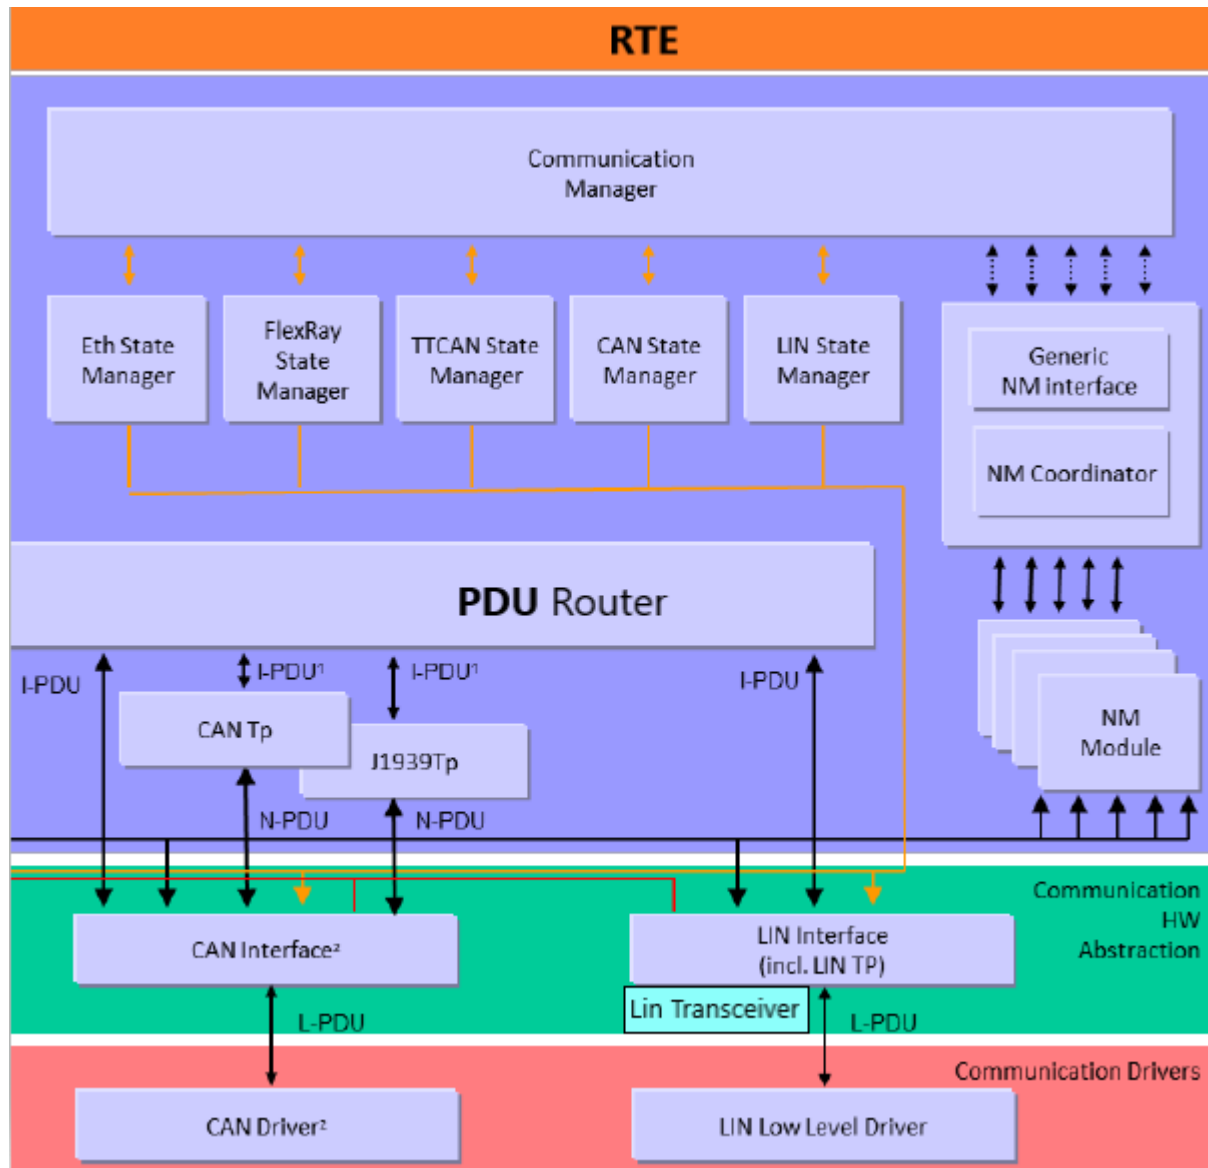 RTE
Communication
Manager
Eth State
Manager
FlexRay
State
Manager
TTCAN State
Manager
CAN State
Manager
LIN State
Manager
Generic
NM interface
NM Coordinator
PDU Router
I-PDU
I-PDU¹
I-PDU¹
I-PDU
CAN Tp
J1939Tp
NM
Module
N-PDU
N-PDU
Communication
HW
Abstraction
CAN Interface²
LIN Interface
(incl. LIN TP)
Lin Transceiver
L-PDU
L-PDU
Communication Drivers
CAN Driver²
LIN Low Level Driver